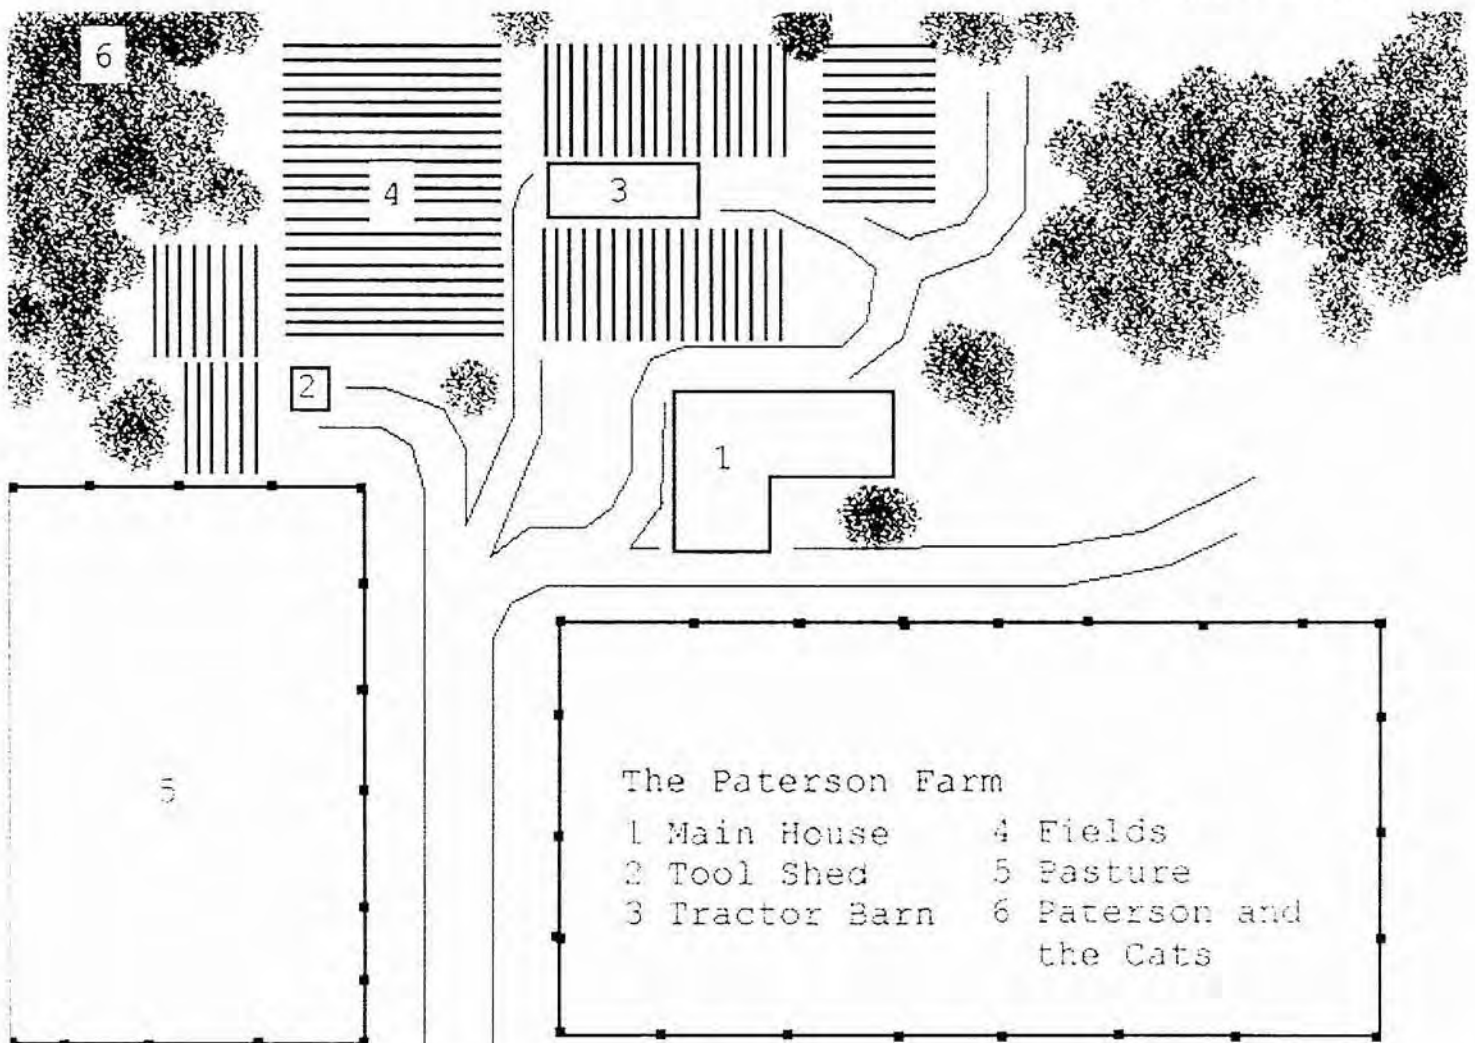 6
4
3
2
1
5
The Paterson Farm
1 Main House
2 Tool Shed
3 Tractor Barn
4 Fields
5 Pasture
6 Paterson and
the Cats